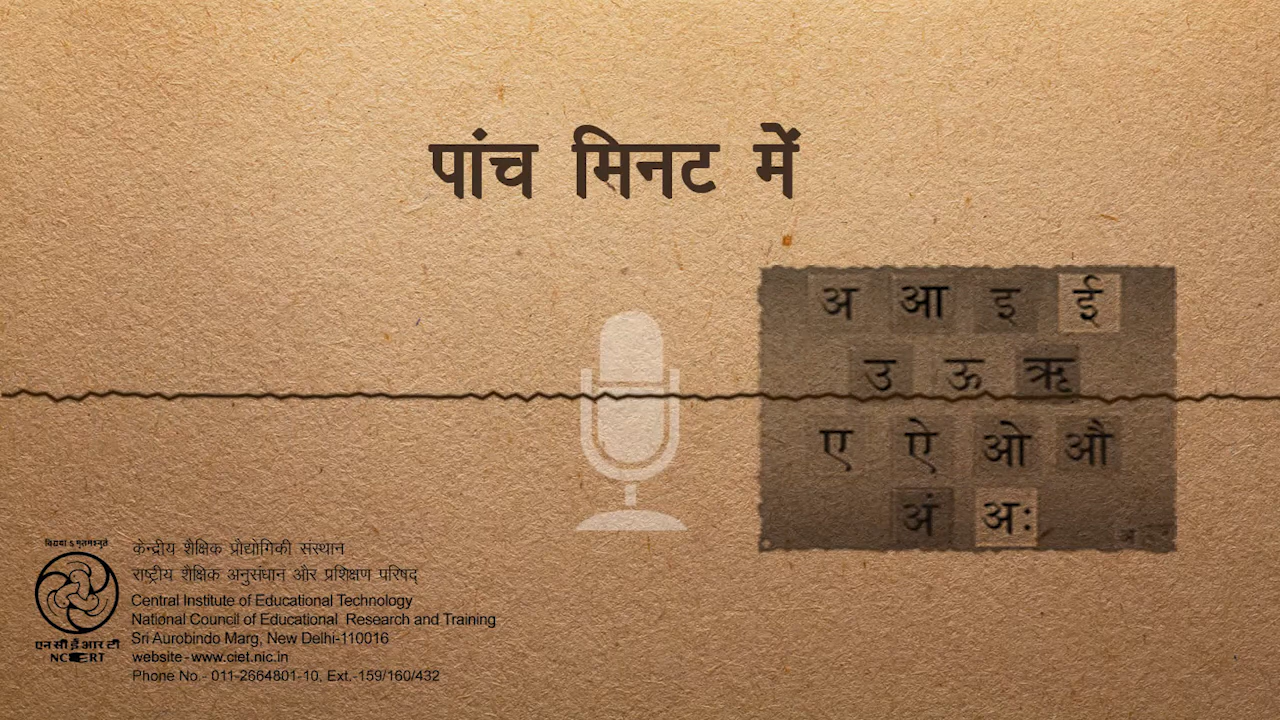 पांच मिनट में
अ आ इ ई
उ ऊ ऋ
ए ऐ ओ औ
अं अः
विद्यया ऽ मृतमश्नुते
एन सी ई आर टी
NCERT
केन्द्रीय शैक्षिक प्रौद्योगिकी संस्थान
राष्ट्रीय शैक्षिक अनुसंधान और प्रशिक्षण परिषद्
Central Institute of Educational Technology
National Council of Educational Research and Training
Sri Aurobindo Marg, New Delhi-110016
website - www.ciet.nic.in
Phone No.- 011-2664801-10, Ext.-159/160/432